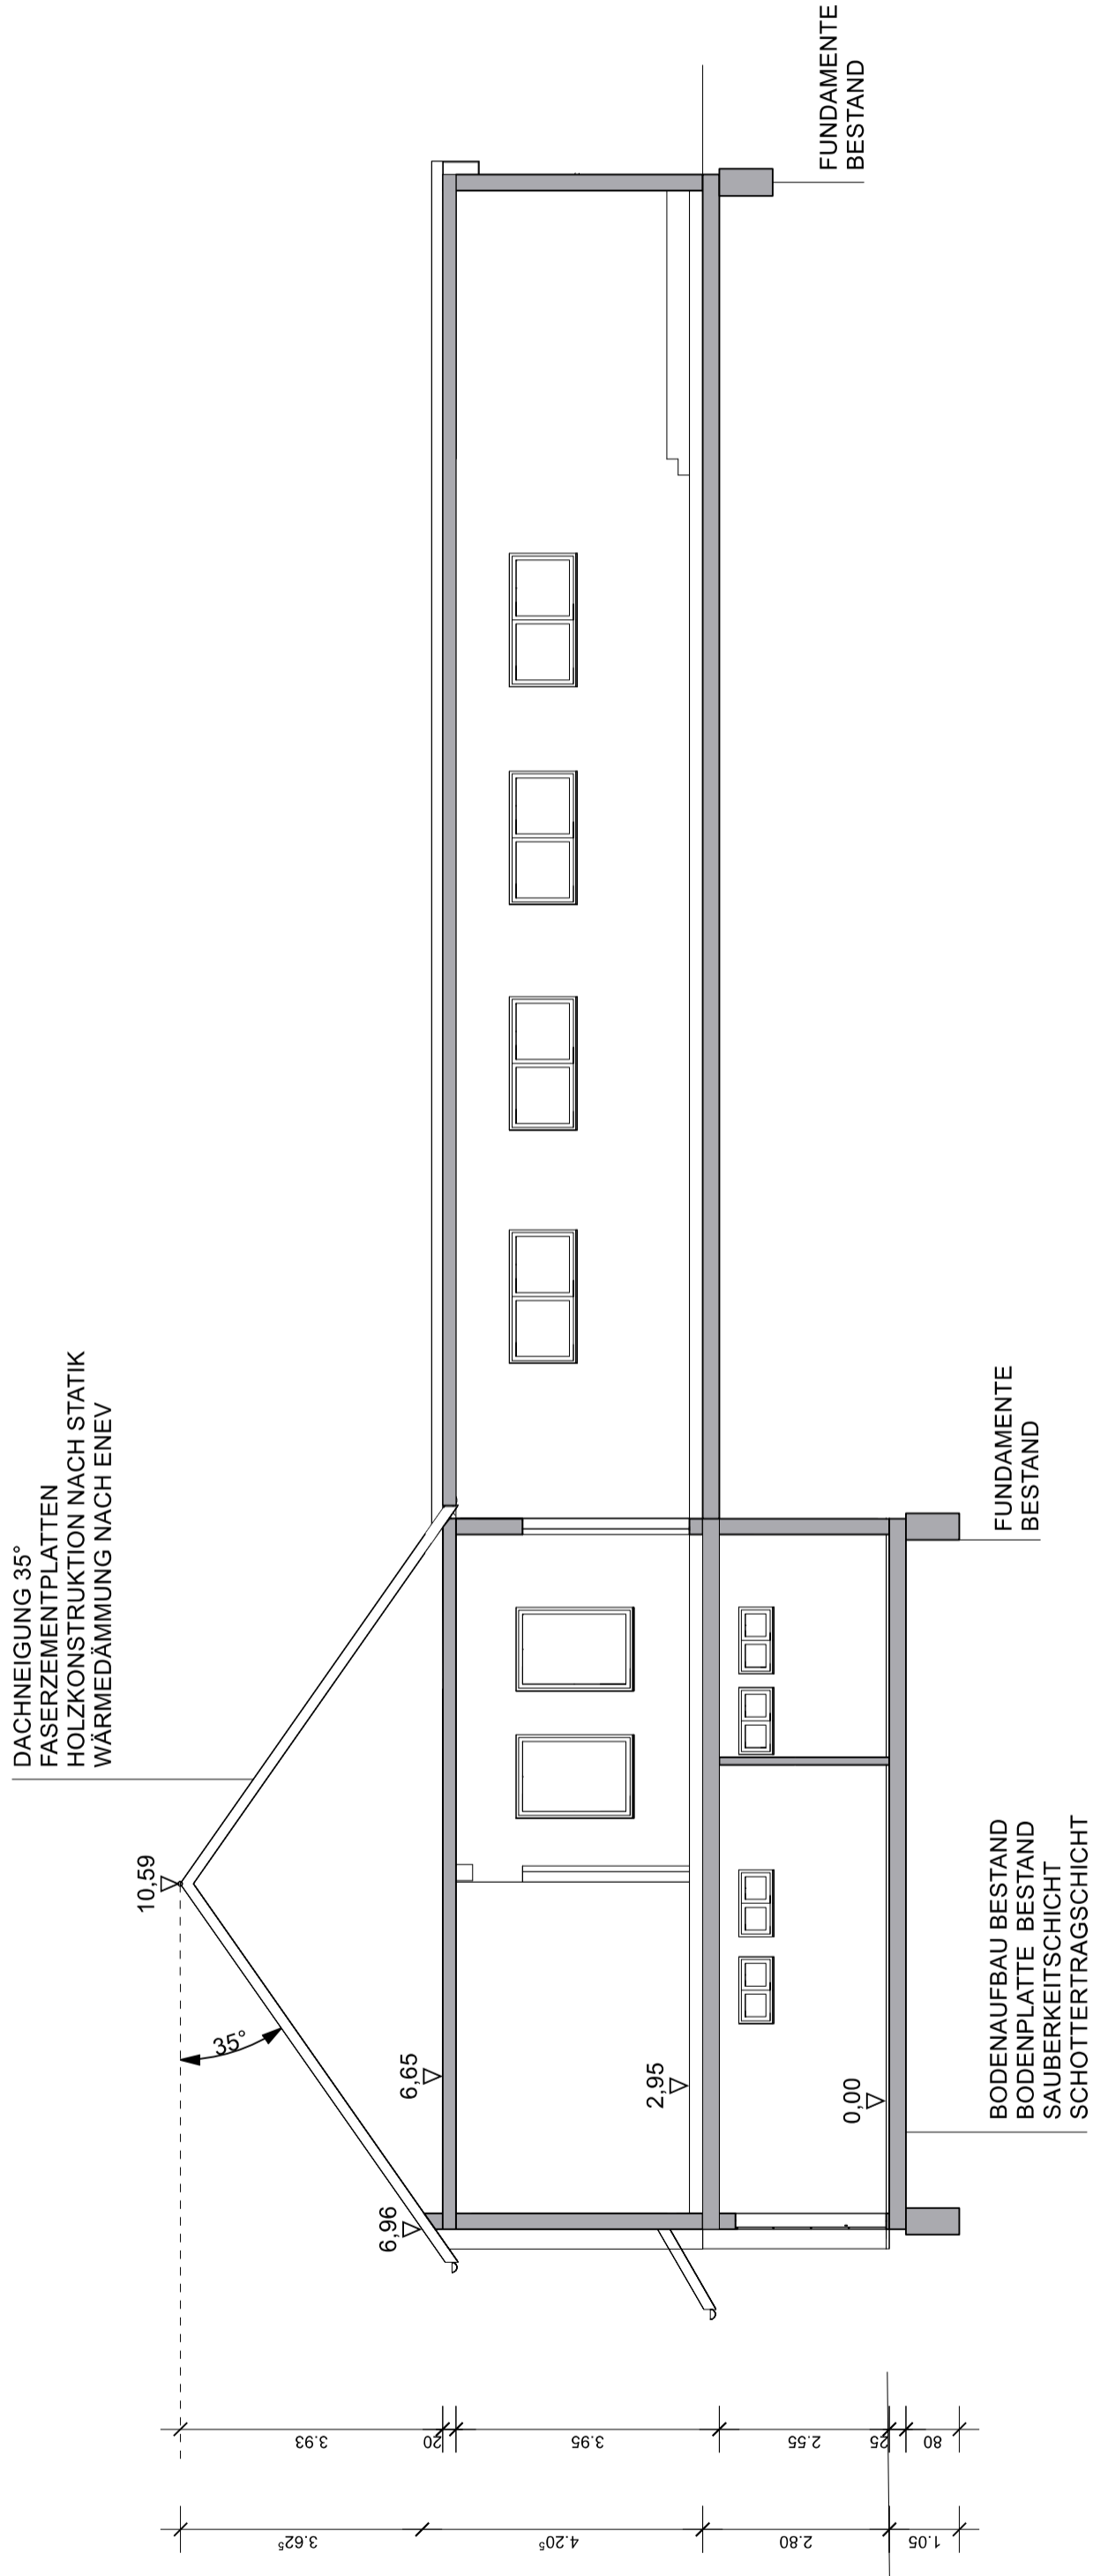 DACHNEIGUNG 35°
FASERZEMENTPLATTEN
HOLZKONSTRUKTION NACH STATIK
WÄRMEDÄMMUNG NACH ENEV
10,59
35°
6,96
6,65
2,95
0,00
FUNDAMENTE
BESTAND
FUNDAMENTE
BESTAND
BODENAUFBAU BESTAND
BODENPLATTE BESTAND
SAUBERKEITSCHICHT
SCHOTTERTRAGSCHICHT
3.93
20
3.95
2.55
25
80
3.62⁵
4.20⁵
2.80
1.05